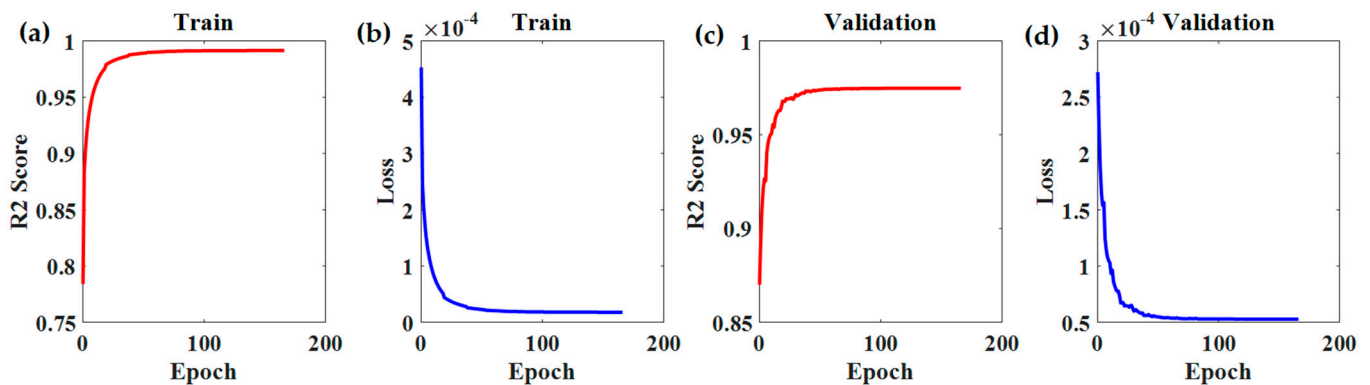 (a) Train
R2 Score
1
0.95
0.9
0.85
0.8
0.75
0 100 200
Epoch
(b) ×10⁻⁴ Train
Loss
5
4
3
2
1
0
0 100 200
Epoch
(c) Validation
R2 Score
1
0.95
0.9
0.85
0 100 200
Epoch
(d) ×10⁻⁴ Validation
Loss
3
2.5
2
1.5
1
0.5
0 100 200
Epoch